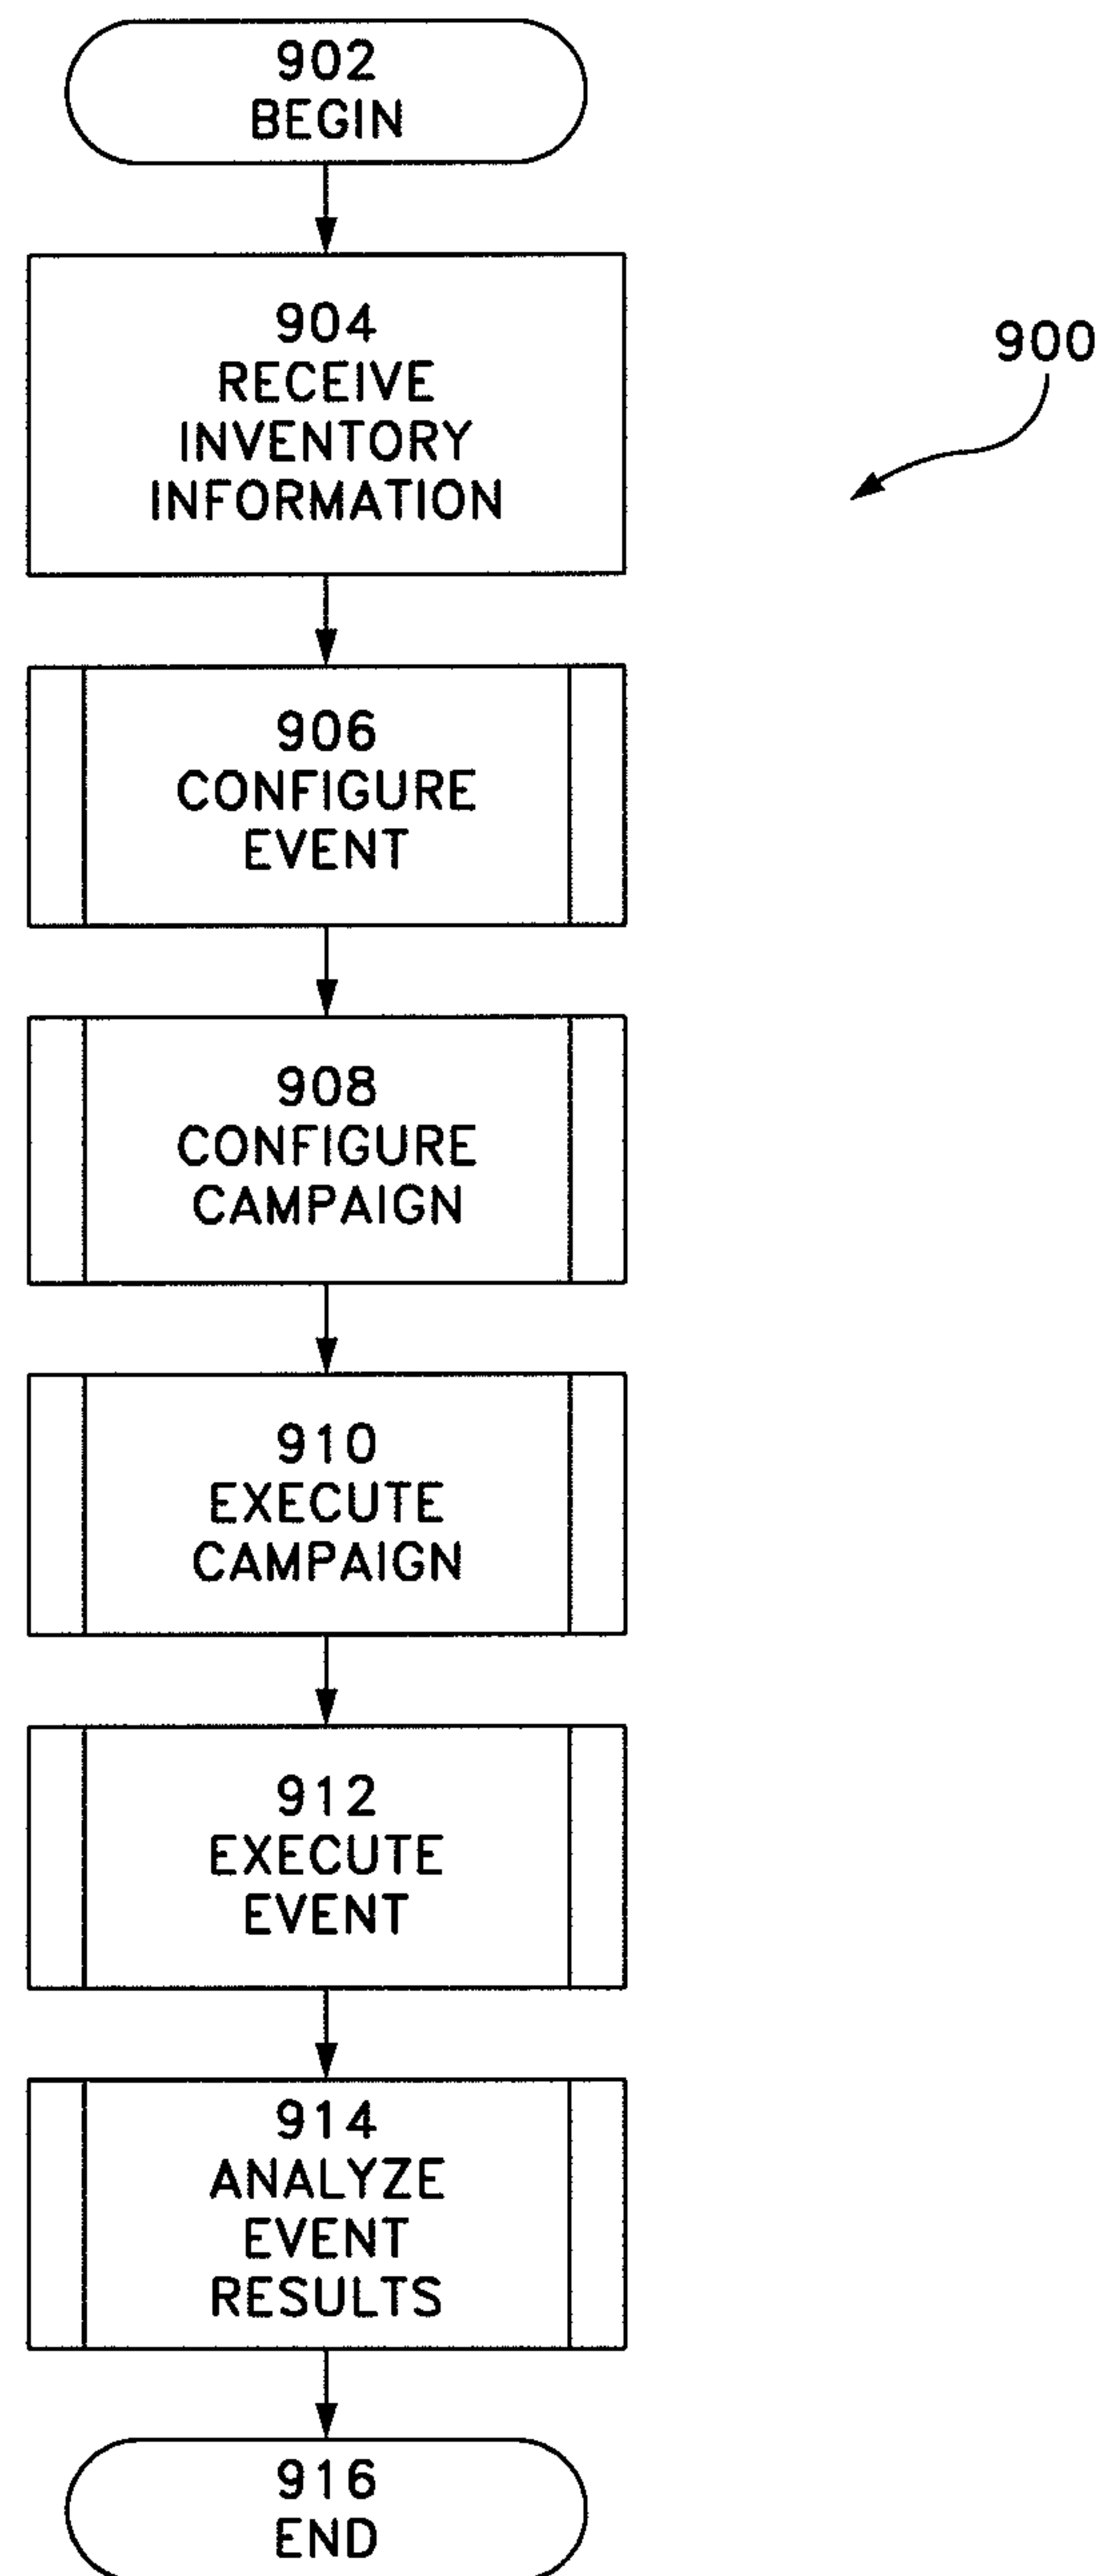 902
BEGIN
904
RECEIVE
INVENTORY
INFORMATION
900
906
CONFIGURE
EVENT
908
CONFIGURE
CAMPAIGN
910
EXECUTE
CAMPAIGN
912
EXECUTE
EVENT
914
ANALYZE
EVENT
RESULTS
916
END